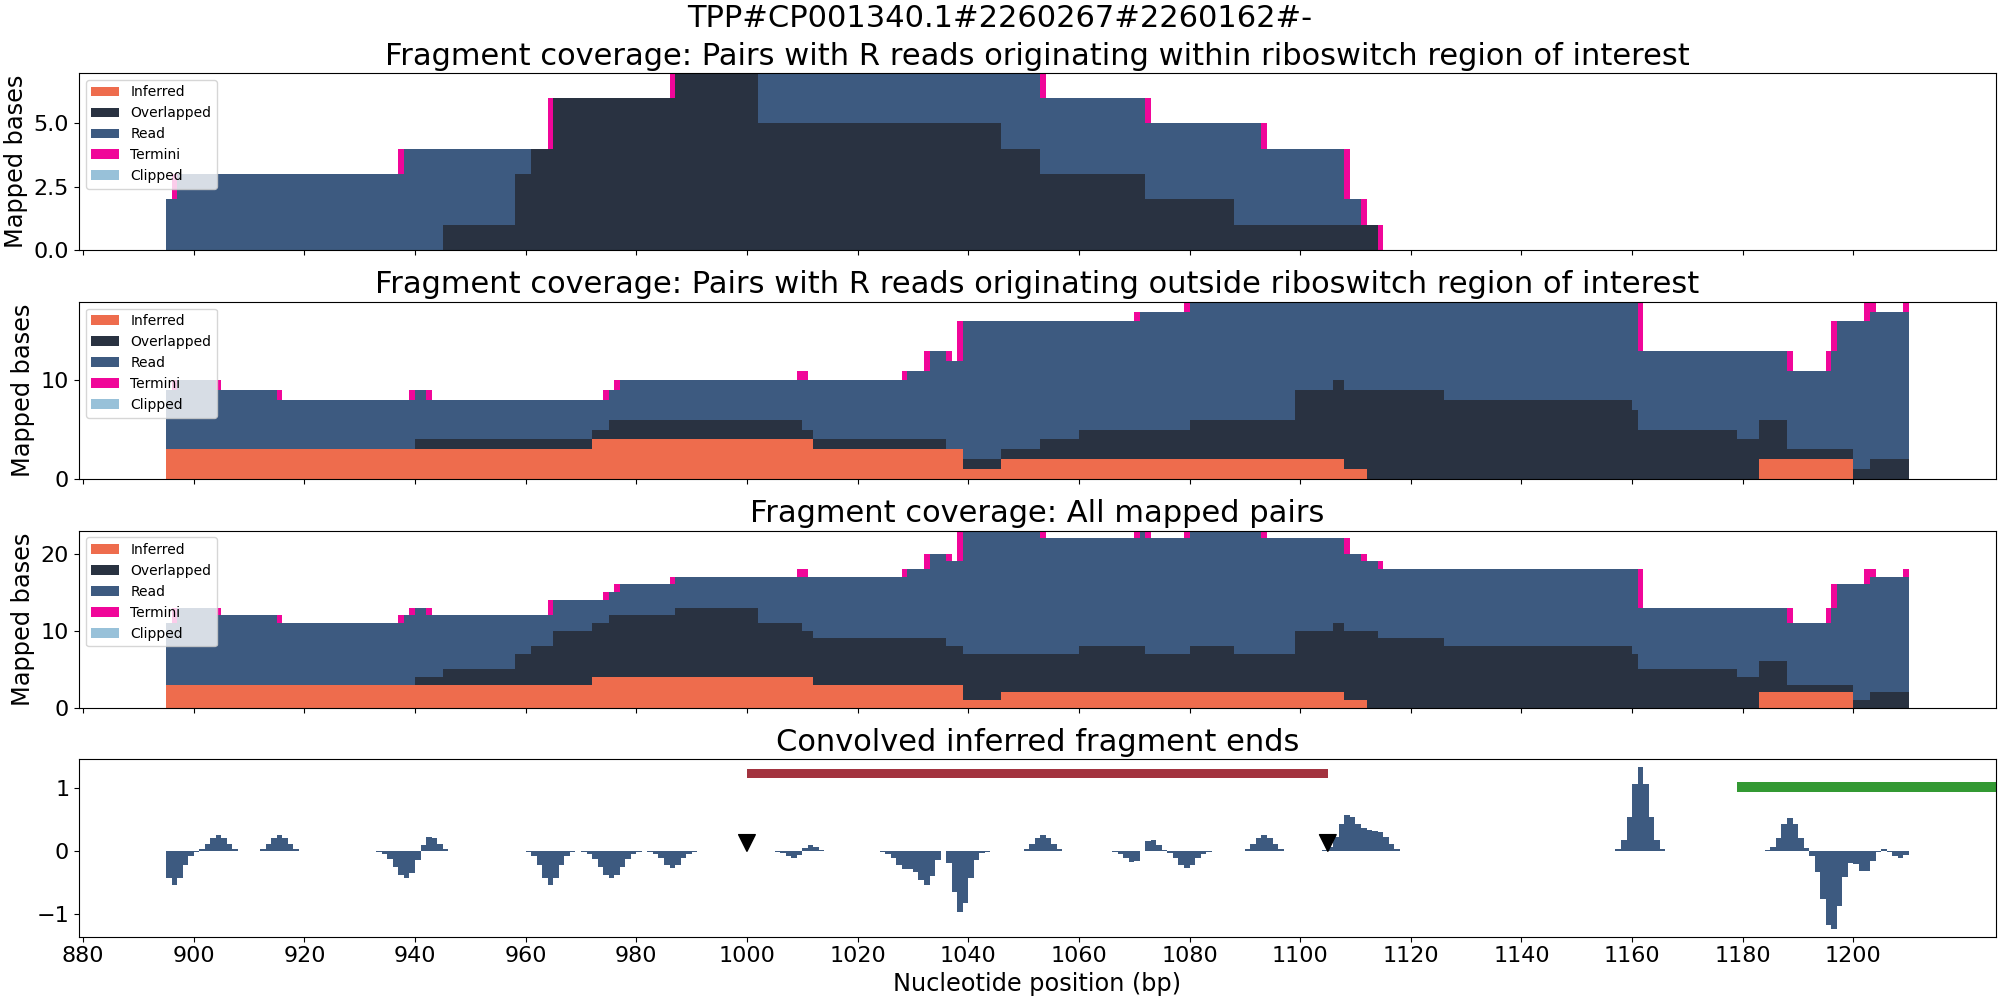 TPP#CP001340.1#2260267#2260162#-
Fragment coverage: Pairs with R reads originating within riboswitch region of interest
Mapped bases
5.0
2.5
0.0
Inferred
Overlapped
Read
Termini
Clipped
Fragment coverage: Pairs with R reads originating outside riboswitch region of interest
Mapped bases
10
0
Inferred
Overlapped
Read
Termini
Clipped
Fragment coverage: All mapped pairs
Mapped bases
20
10
0
Inferred
Overlapped
Read
Termini
Clipped
Convolved inferred fragment ends
1
0
−1
880 900 920 940 960 980 1000 1020 1040 1060 1080 1100 1120 1140 1160 1180 1200
Nucleotide position (bp)